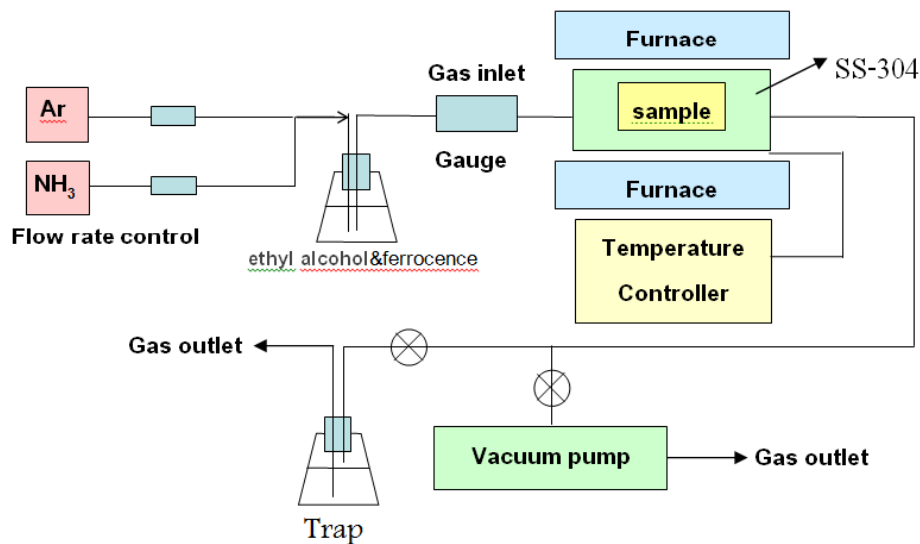 Furnace
SS-304
Gas inlet
Ar
sample
Gauge
NH3
Furnace
Flow rate control
ethyl alcohol&ferrocence
Temperature
Controller
Gas outlet
Vacuum pump
Gas outlet
Trap